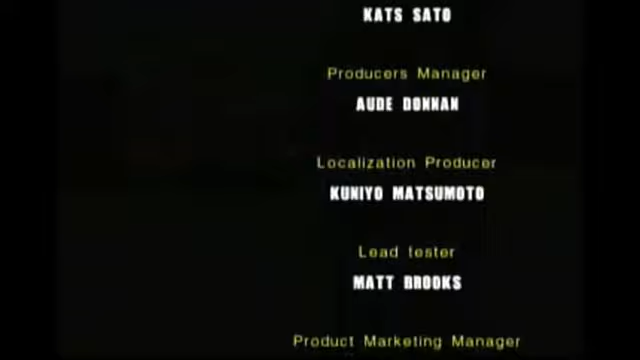 KATS SATO
Producers Manager
AUDE DONNAN
Localization Producer
KUNIYO MATSUMOTO
Lead tester
MATT BROOKS
Product Marketing Manager